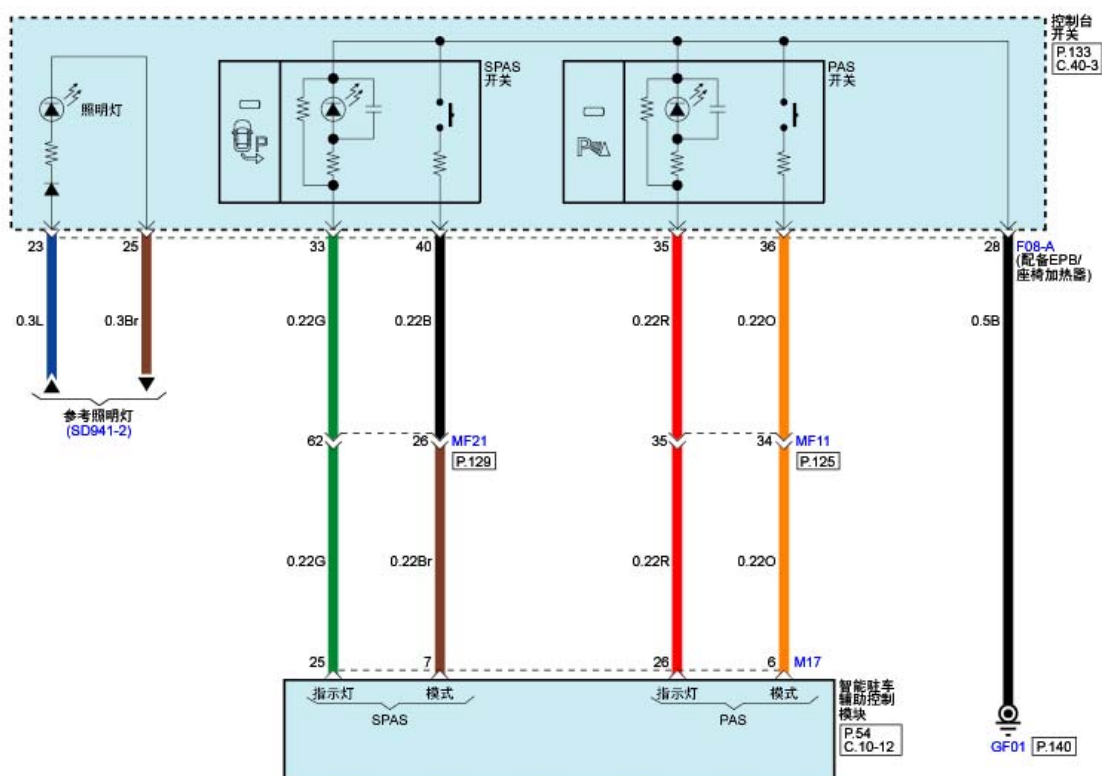 控制台
开关
P.133
C.40-3
SPAS
开关
PAS
开关
照明灯
P
P
23
25
33
40
35
36
28
F08-A
(配备EPB/
座椅加热器)
0.3L
0.3Br
0.22G
0.22B
0.22R
0.22O
0.5B
参考照明灯
(SD941-2)
62
26
MF21
P.129
35
34
MF11
P.125
0.22G
0.22Br
0.22R
0.22O
25
7
26
6
M17
指示灯
模式
SPAS
指示灯
模式
PAS
智能驻车
辅助控制
模块
P.54
C.10-12
GF01
P.140